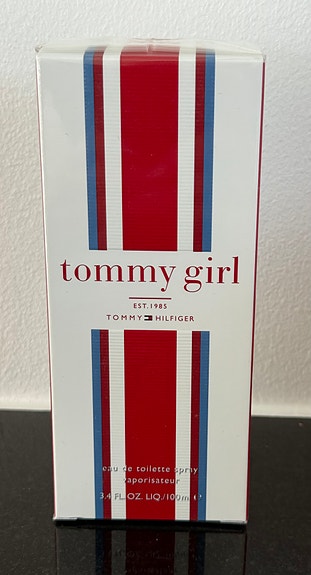 tommy girl
EST. 1985
TOMMY HILFIGER
eau de toilette spray
vaporisateur
3.4 FL. OZ. LIQ./100ml ℮